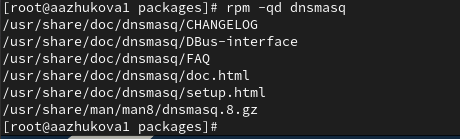 [root@aazhukova1 packages]# rpm -qd dnsmasq
/usr/share/doc/dnsmasq/CHANGELOG
/usr/share/doc/dnsmasq/DBus-interface
/usr/share/doc/dnsmasq/FAQ
/usr/share/doc/dnsmasq/doc.html
/usr/share/doc/dnsmasq/setup.html
/usr/share/man/man8/dnsmasq.8.gz
[root@aazhukova1 packages]#